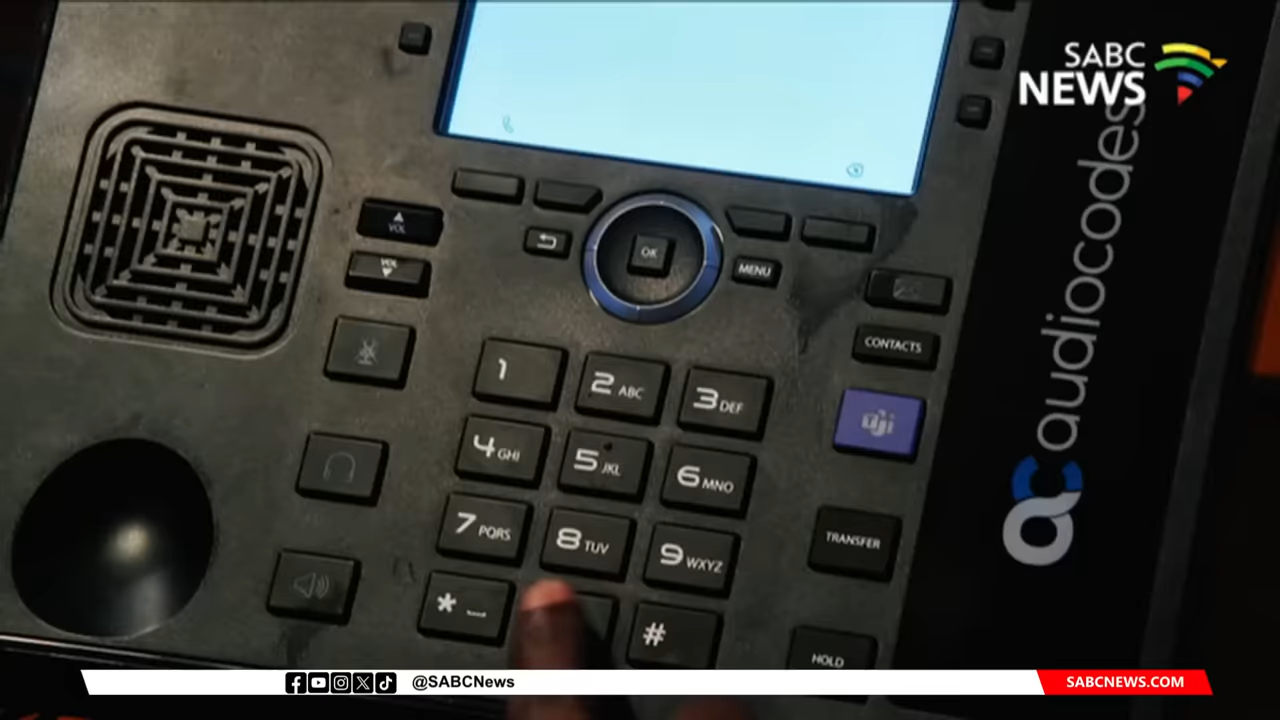 SABC
NEWS
audiocodes
VOL
VOL
OK
MENU
CONTACTS
1
2 ABC
3 DEF
4 GHI
5 JKL
6 MNO
7 PQRS
8 TUV
9 WXYZ
* ⎵
#
TRANSFER
HOLD
@SABCNews
SABCNEWS.COM